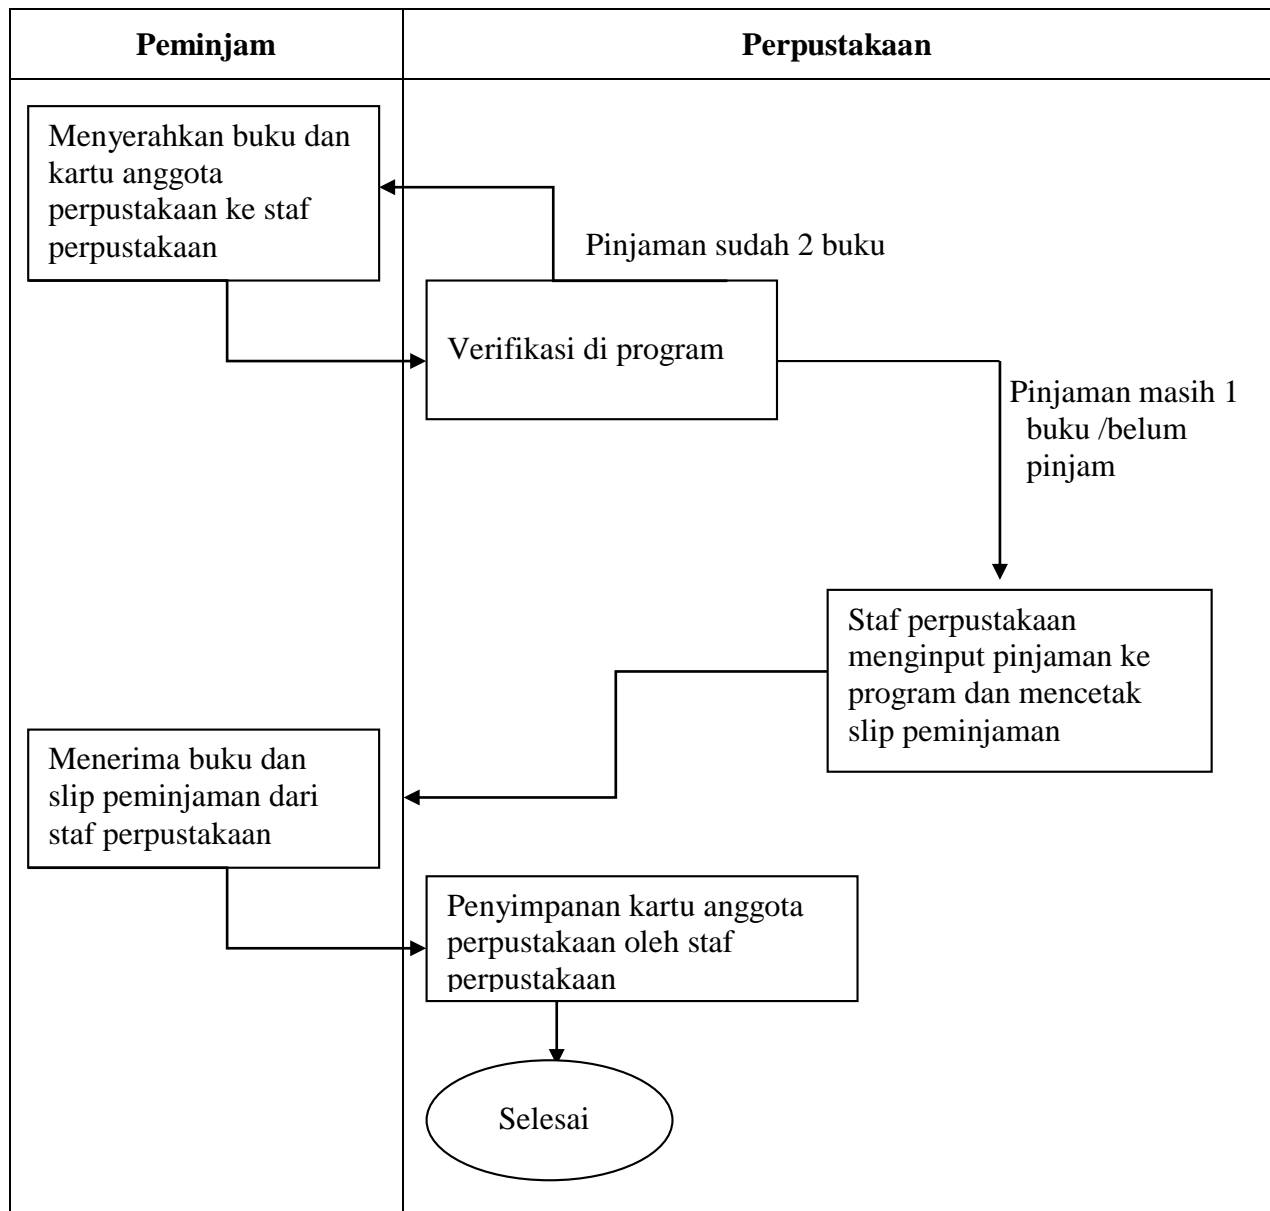 Peminjam
Perpustakaan
Menyerahkan buku dan
kartu anggota
perpustakaan ke staf
perpustakaan
Pinjaman sudah 2 buku
Verifikasi di program
Pinjaman masih 1
buku /belum
pinjam
Staf perpustakaan
menginput pinjaman ke
program dan mencetak
slip peminjaman
Menerima buku dan
slip peminjaman dari
staf perpustakaan
Penyimpanan kartu anggota
perpustakaan oleh staf
perpustakaan
Selesai